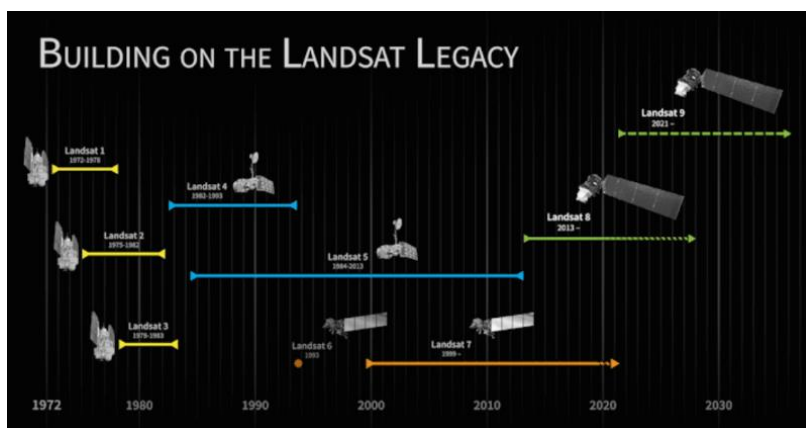 BUILDING ON THE LANDSAT LEGACY
Landsat 9
2021 –
Landsat 1
1972-1978
Landsat 4
1982-1993
Landsat 8
2013 –
Landsat 2
1975-1982
Landsat 5
1984-2013
Landsat 3
1978-1983
Landsat 6
1993
Landsat 7
1999 –
1972
1980
1990
2000
2010
2020
2030